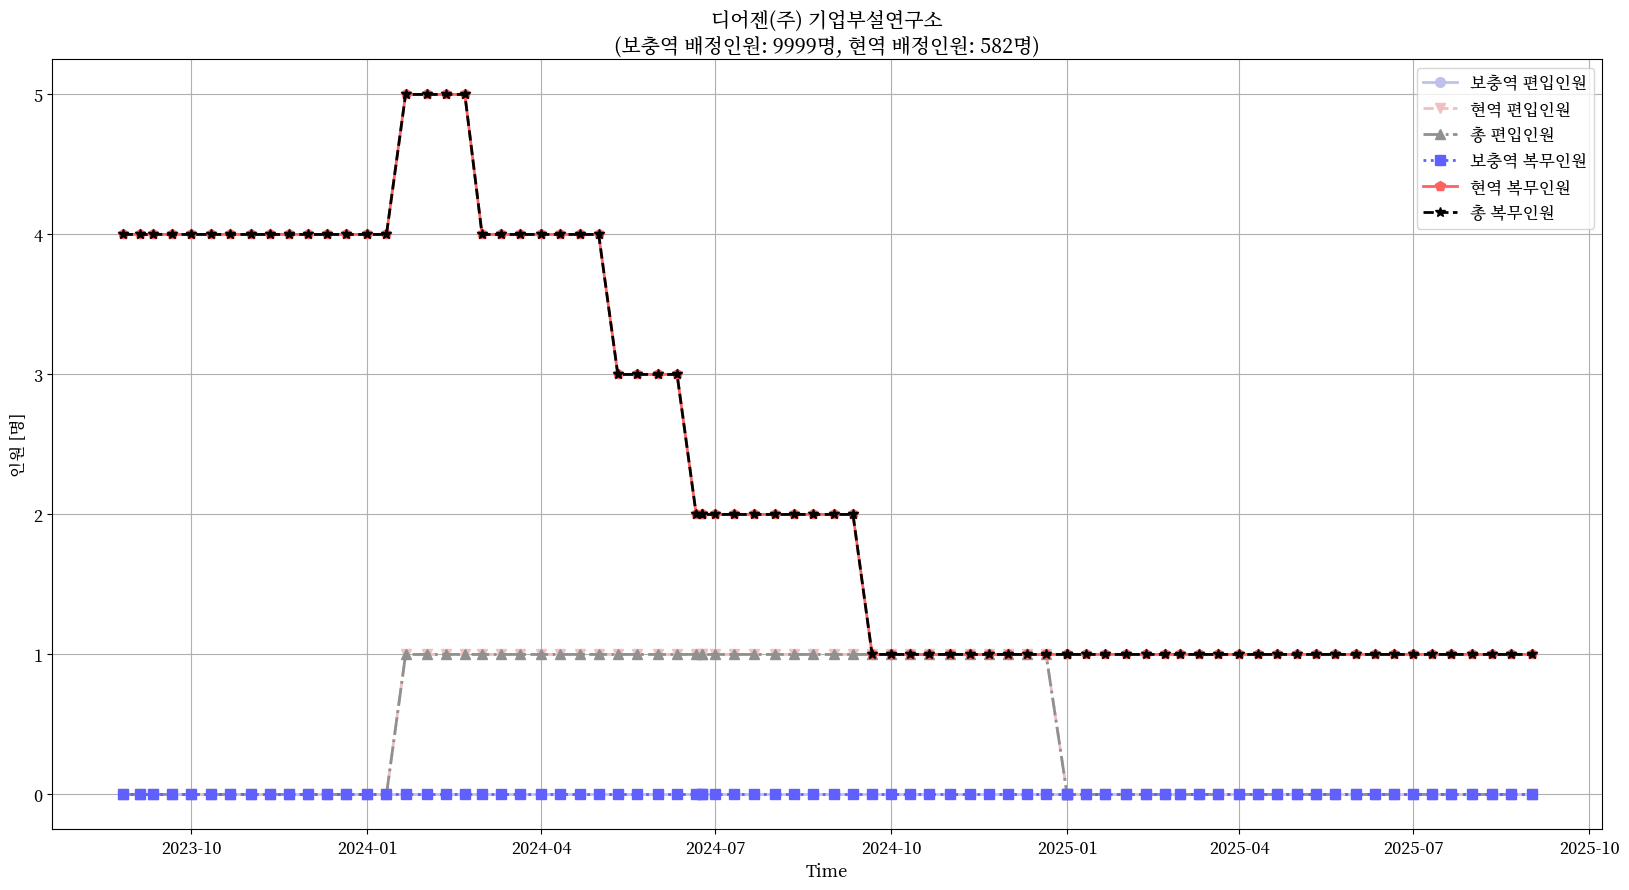 디어젠(주) 기업부설연구소
(보충역 배정인원: 9999명, 현역 배정인원: 582명)
보충역 편입인원
현역 편입인원
총 편입인원
보충역 복무인원
현역 복무인원
총 복무인원
인원 [명]
5
4
3
2
1
0
2023-10
2024-01
2024-04
2024-07
2024-10
2025-01
2025-04
2025-07
2025-10
Time